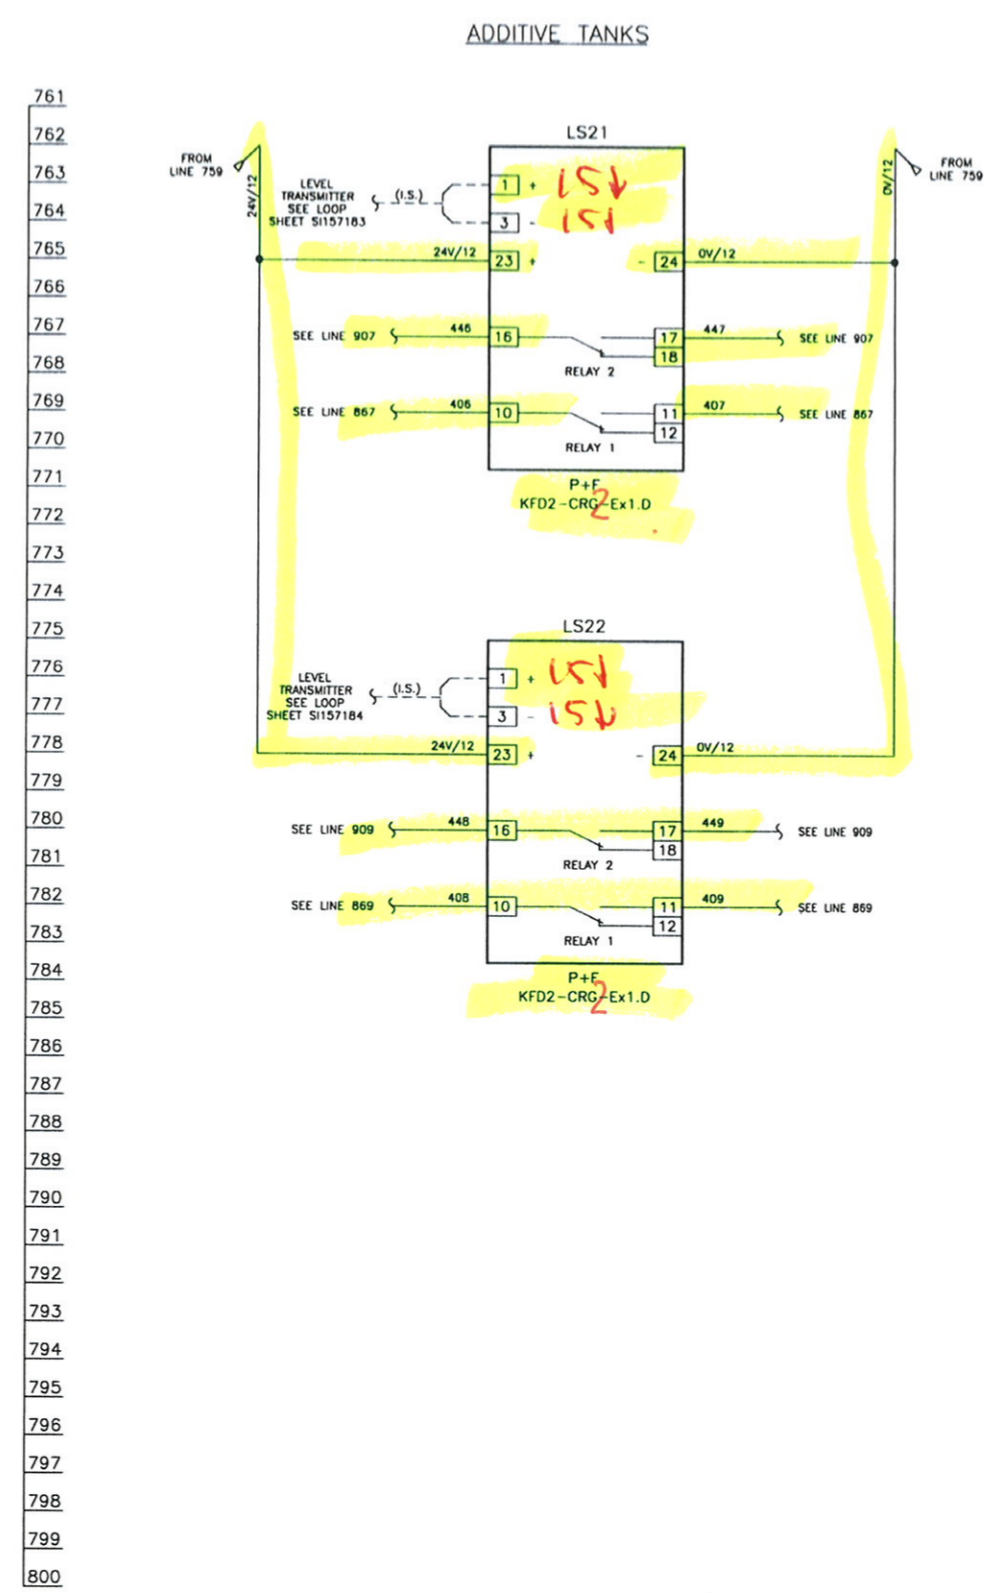 ADDITIVE TANKS
761
762
763
764
765
766
767
768
769
770
771
772
773
774
775
776
777
778
779
780
781
782
783
784
785
786
787
788
789
790
791
792
793
794
795
796
797
798
799
800
FROM
LINE 759
24V/12
LEVEL
TRANSMITTER
SEE LOOP
SHEET SI157183
(I.S.)
LS21
1 +
3 -
24V/12 23 +
- 24 0V/12
0V/12
FROM
LINE 759
SEE LINE 907 446 16
17 447 SEE LINE 907
18
RELAY 2
SEE LINE 867 406 10
11 407 SEE LINE 867
12
RELAY 1
P+F
KFD2-CRG-Ex1.D
2
LS22
LEVEL
TRANSMITTER
SEE LOOP
SHEET SI157184
(I.S.)
1 +
3 -
24V/12 23 +
- 24 0V/12
SEE LINE 909 448 16
17 449 SEE LINE 909
18
RELAY 2
SEE LINE 869 408 10
11 409 SEE LINE 869
12
RELAY 1
P+F
KFD2-CRG-Ex1.D
2